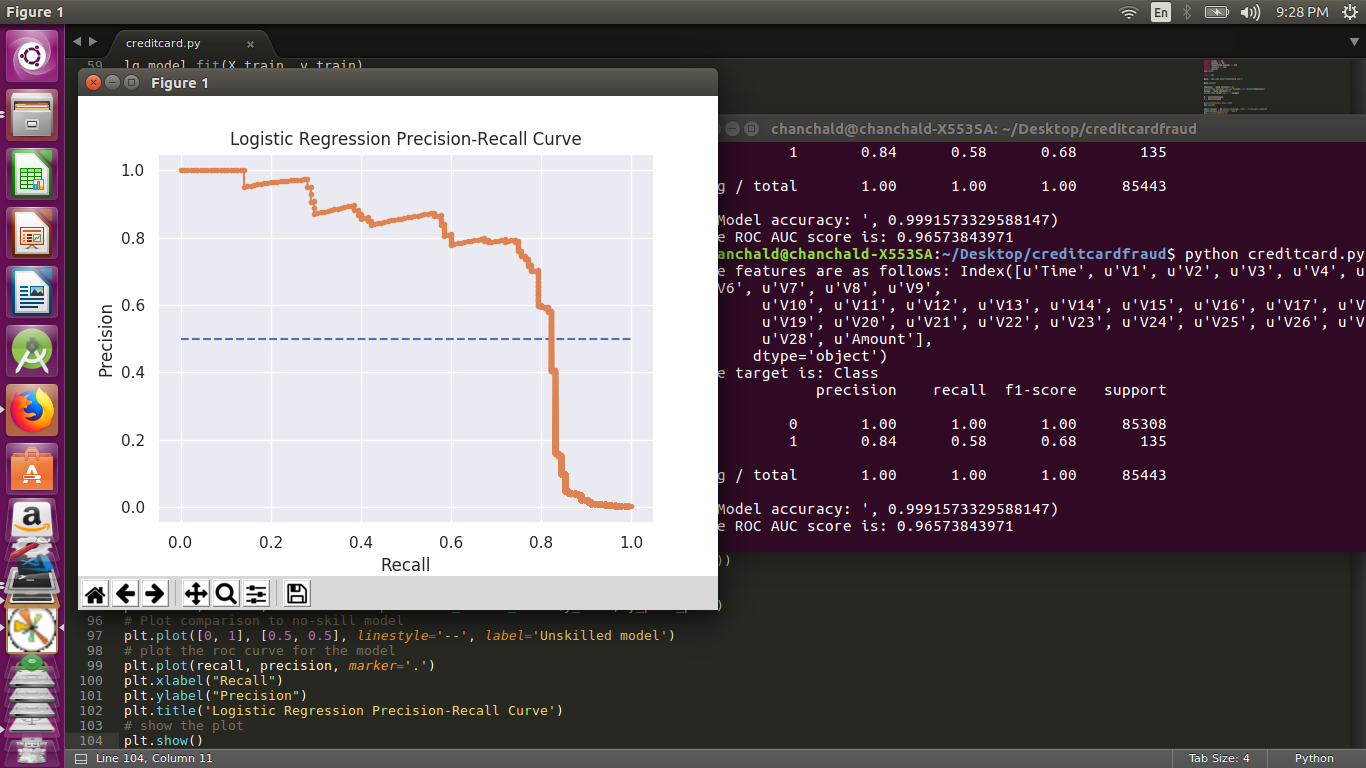 Figure 1
En
9:28 PM
creditcard.py
59 lg_model.fit(X_train, y_train)
Figure 1
Logistic Regression Precision-Recall Curve
1.0
0.8
0.6
0.4
0.2
0.0
Precision
0.0 0.2 0.4 0.6 0.8 1.0
Recall
chanchald@chanchald-X553SA: ~/Desktop/creditcardfraud
1 0.84 0.58 0.68 135
g / total 1.00 1.00 1.00 85443
Model accuracy: ', 0.9991573329588147)
e ROC AUC score is: 0.96573843971
anchald@chanchald-X553SA:~/Desktop/creditcardfraud$ python creditcard.py
e features are as follows: Index([u'Time', u'V1', u'V2', u'V3', u'V4', u
V6', u'V7', u'V8', u'V9',
u'V10', u'V11', u'V12', u'V13', u'V14', u'V15', u'V16', u'V17', u'V
u'V19', u'V20', u'V21', u'V22', u'V23', u'V24', u'V25', u'V26', u'V
u'V28', u'Amount'],
dtype='object')
e target is: Class
precision recall f1-score support
0 1.00 1.00 1.00 85308
1 0.84 0.58 0.68 135
g / total 1.00 1.00 1.00 85443
Model accuracy: ', 0.9991573329588147)
e ROC AUC score is: 0.96573843971
))
)
96 # Plot comparison to no-skill model
97 plt.plot([0, 1], [0.5, 0.5], linestyle='--', label='Unskilled model')
98 # plot the roc curve for the model
99 plt.plot(recall, precision, marker='.')
100 plt.xlabel("Recall")
101 plt.ylabel("Precision")
102 plt.title('Logistic Regression Precision-Recall Curve')
103 # show the plot
104 plt.show()
Line 104, Column 11
Tab Size: 4
Python